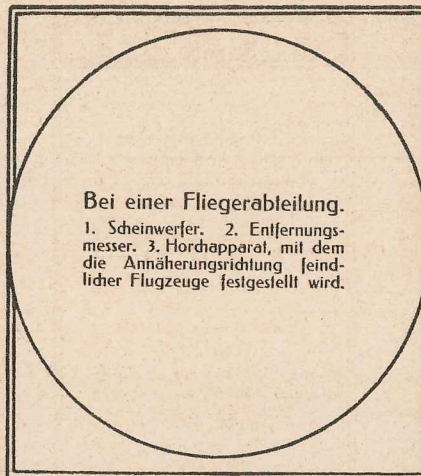 Bei einer Fliegerabteilung.
1. Scheinwerfer. 2. Entfernungs-
messer. 3. Horchapparat, mit dem
die Annäherungsrichtung feind-
licher Flugzeuge festgestellt wird.